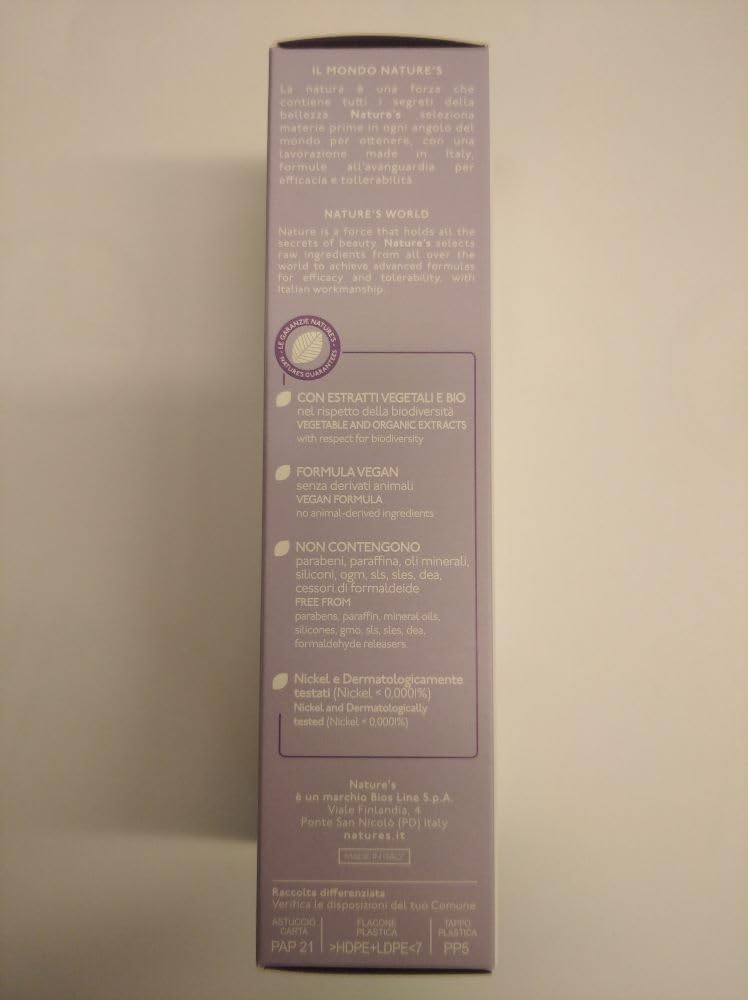 IL MONDO NATURE'S
La natura è una forza che
contiene tutti i segreti della
bellezza. Nature's seleziona
materie prime in ogni angolo del
mondo per ottenere, con una
lavorazione made in Italy,
formule all'avanguardia per
efficacia e tollerabilità.
NATURE'S WORLD
Nature is a force that holds all the
secrets of beauty. Nature's selects
raw ingredients from all over the
world to achieve advanced formulas
for efficacy and tolerability, with
Italian workmanship.
LE GARANZIE NATURE'S
NATURE'S GUARANTEES
CON ESTRATTI VEGETALI E BIO
nel rispetto della biodiversità
VEGETABLE AND ORGANIC EXTRACTS
with respect for biodiversity
FORMULA VEGAN
senza derivati animali
VEGAN FORMULA
no animal-derived ingredients
NON CONTENGONO
parabeni, paraffina, oli minerali,
siliconi, ogm, sls, sles, dea,
cessori di formaldeide
FREE FROM
parabens, paraffin, mineral oils,
silicones, gmo, sls, sles, dea,
formaldehyde releasers
Nickel e Dermatologicamente
testati (Nickel < 0,0001%)
Nickel and Dermatologically
tested (Nickel < 0,0001%)
Nature's
è un marchio Bios Line S.p.A.
Viale Finlandia, 4
Ponte San Nicolò (PD) Italy
natures.it
MADE IN ITALY
Raccolta differenziata
Verifica le disposizioni del tuo Comune
ASTUCCIO FLACONE TAPPO
CARTA PLASTICA PLASTICA
PAP 21 >HDPE+LDPE<7 PP5